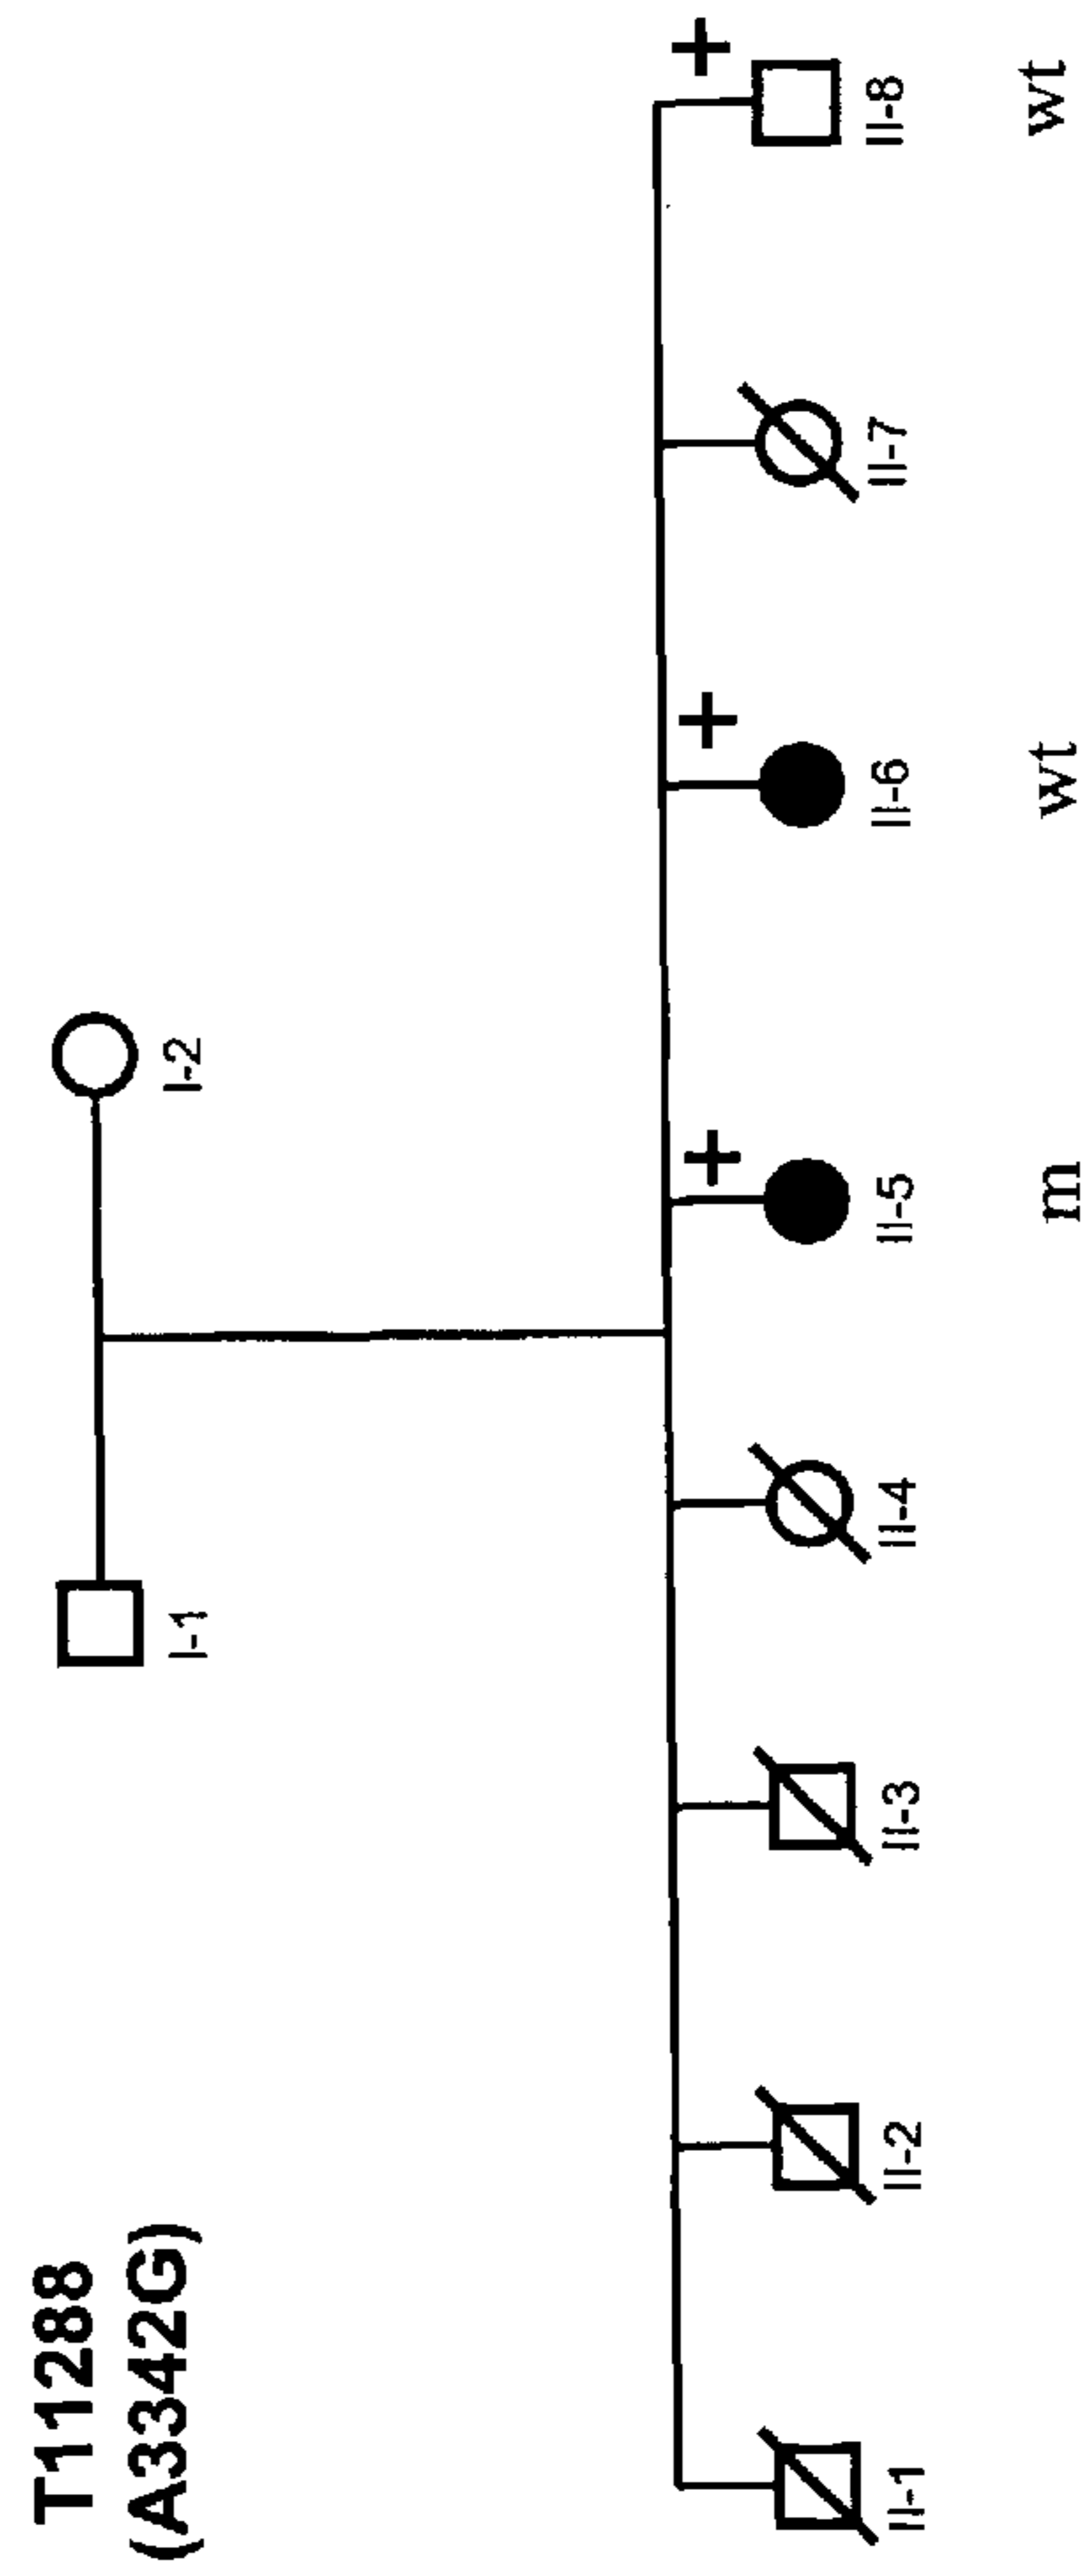 T11288
(A3342G)
I-1
I-2
+
+
+
II-1
II-2
II-3
II-4
II-5
II-6
II-7
II-8
m
wt
wt